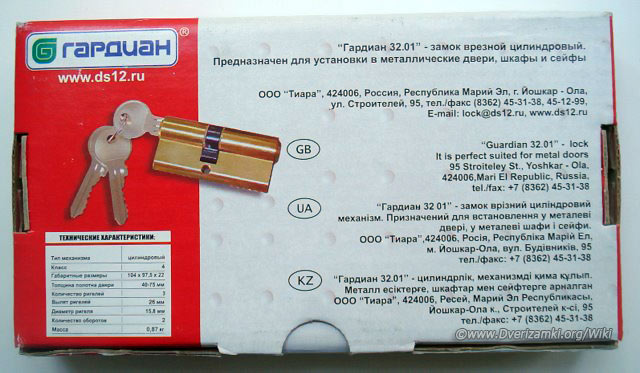 ГАРДИАН®
www.ds12.ru
"Гардиан 32.01" - замок врезной цилиндровый.
Предназначен для установки в металлические двери, шкафы и сейфы
ООО "Тиара", 424006, Россия, Республика Марий Эл, г. Йошкар - Ола,
ул. Строителей, 95, тел./факс (8362) 45-31-38, 45-12-99,
E-mail: lock@ds12.ru, www.ds12.ru
GB
"Guardian 32.01" - lock
It is perfect suited for metal doors
95 Stroiteley St., Yoshkar - Ola,
424006,Mari El Republic, Russia,
tel./fax: +7 (8362) 45-31-38
UA
"Гардиан 32 01" - замок врізний циліндровий
механізм. Призначений для встановлення у металеві
двері, у металеві шафи і сейфи.
ООО "Тиара",424006, Росія, Республіка Марій Ел,
м. Йошкар-Ола, вул. Будівників, 95
тел./факс: +7 (8362) 45-31-38
KZ
"Гардиан 32.01" - цилиндрлік, механизмді қима құлып.
Металл есіктерге, шкафтар мен сейфтерге арналған
ООО "Тиара", 424006, Ресей, Марий Эл Республикасы,
Йошкар-Ола к., Строителей к-сі, 95
тел./факс: +7 (8362) 45-31-38
ТЕХНИЧЕСКИЕ ХАРАКТЕРИСТИКИ:
Тип механизма цилиндровый
Класс 4
Габаритные размеры 104 x 97,5 x 22
Толщина полотна двери 40-75 мм
Количество ригелей 3
Вылет ригелей 26 мм
Диаметр ригеля 15,8 мм
Количество оборотов 2
Масса 0,87 кг
©www.Dverizamki.org/Wiki